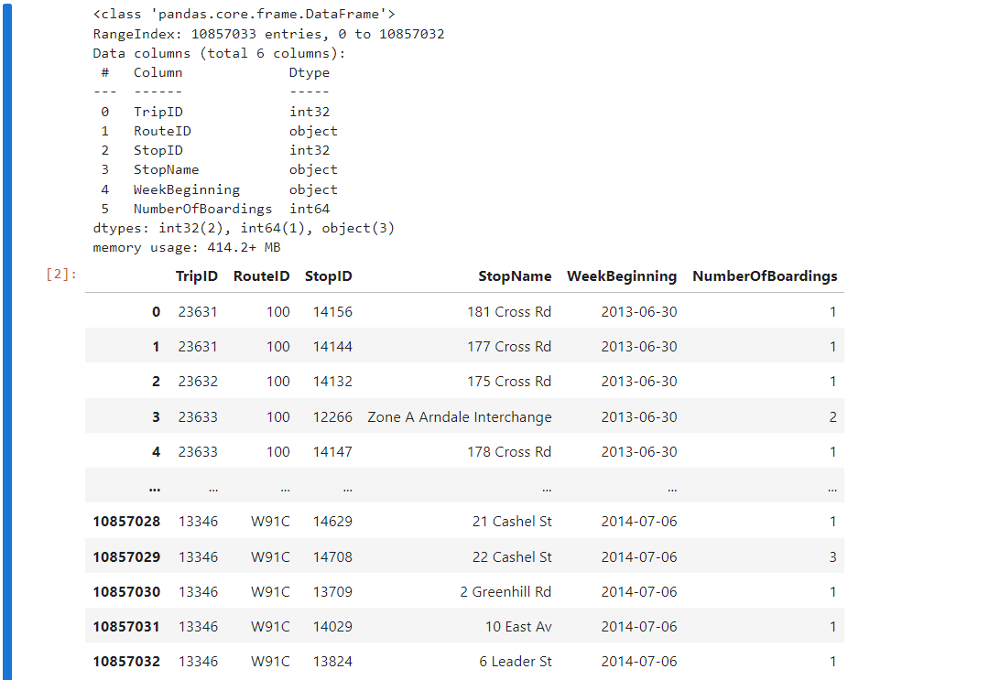 <class 'pandas.core.frame.DataFrame'>
RangeIndex: 10857033 entries, 0 to 10857032
Data columns (total 6 columns):
 #   Column             Dtype
---  ------             -----
 0   TripID             int32
 1   RouteID            object
 2   StopID             int32
 3   StopName           object
 4   WeekBeginning      object
 5   NumberOfBoardings  int64
dtypes: int32(2), int64(1), object(3)
memory usage: 414.2+ MB
[2]: TripID RouteID StopID StopName WeekBeginning NumberOfBoardings
0 23631 100 14156 181 Cross Rd 2013-06-30 1
1 23631 100 14144 177 Cross Rd 2013-06-30 1
2 23632 100 14132 175 Cross Rd 2013-06-30 1
3 23633 100 12266 Zone A Arndale Interchange 2013-06-30 2
4 23633 100 14147 178 Cross Rd 2013-06-30 1
... ... ... ... ... ... ...
10857028 13346 W91C 14629 21 Cashel St 2014-07-06 1
10857029 13346 W91C 14708 22 Cashel St 2014-07-06 3
10857030 13346 W91C 13709 2 Greenhill Rd 2014-07-06 1
10857031 13346 W91C 14029 10 East Av 2014-07-06 1
10857032 13346 W91C 13824 6 Leader St 2014-07-06 1